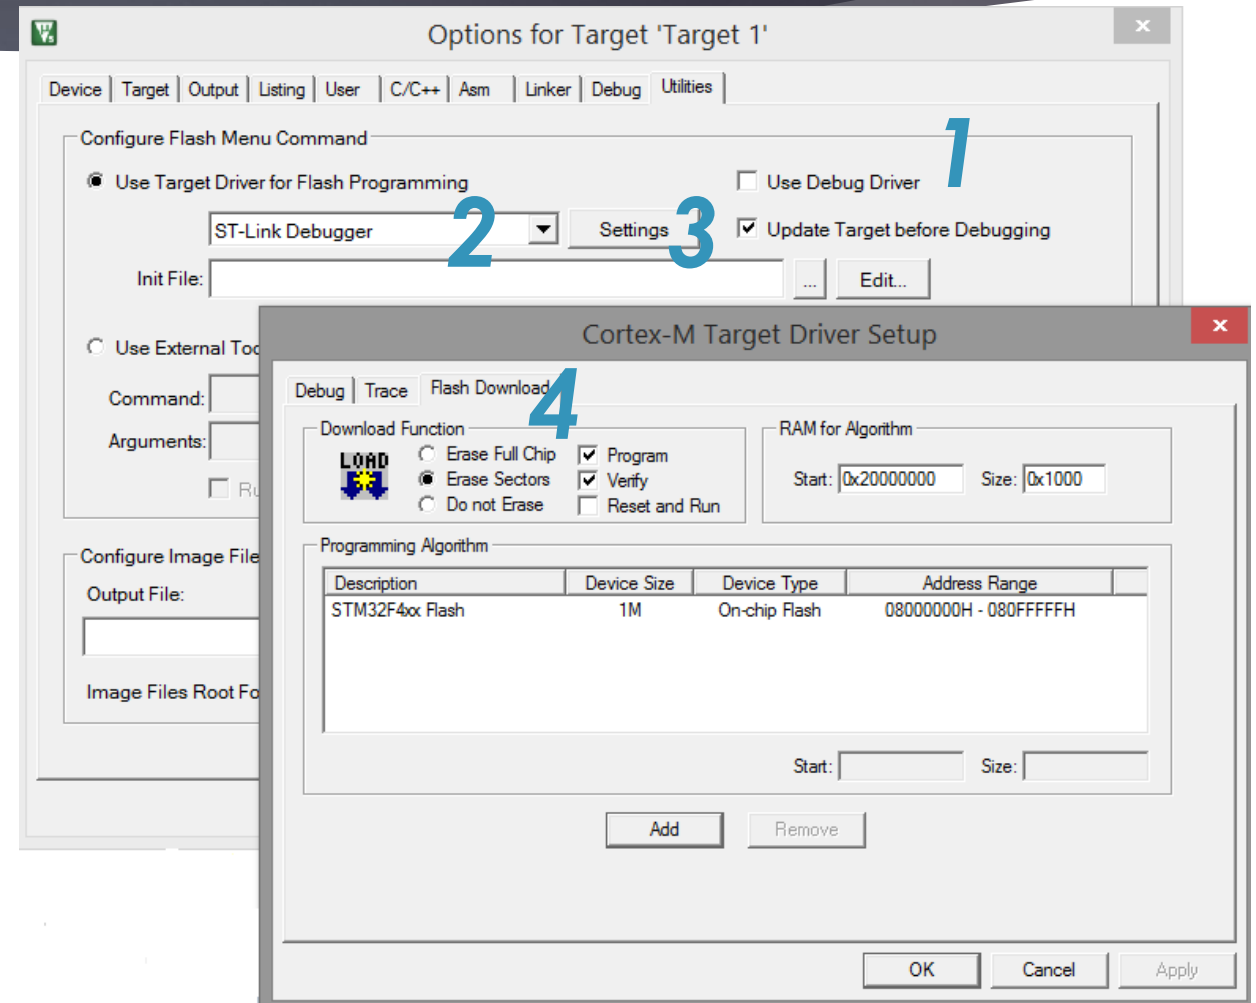 Options for Target 'Target 1'
x
Device Target Output Listing User C/C++ Asm Linker Debug Utilities
Configure Flash Menu Command
1
Use Target Driver for Flash Programming
Use Debug Driver
2
3
ST-Link Debugger
Settings
Update Target before Debugging
Init File:
...
Edit...
Use External Too
Command:
Arguments:
Ru
Configure Image File
Output File:
Image Files Root Fo
Cortex-M Target Driver Setup
x
Debug Trace Flash Download
4
Download Function
LOAD
Erase Full Chip
Program
Erase Sectors
Verify
Do not Erase
Reset and Run
RAM for Algorithm
Start: 0x20000000 Size: 0x1000
Programming Algorithm
Description Device Size Device Type Address Range
STM32F4xx Flash 1M On-chip Flash 08000000H - 080FFFFFH
Start: Size:
Add Remove
OK Cancel Apply